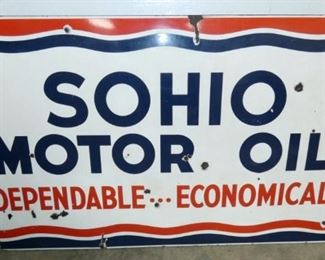 SOHIO
MOTOR OIL
DEPENDABLE••• ECONOMICAL